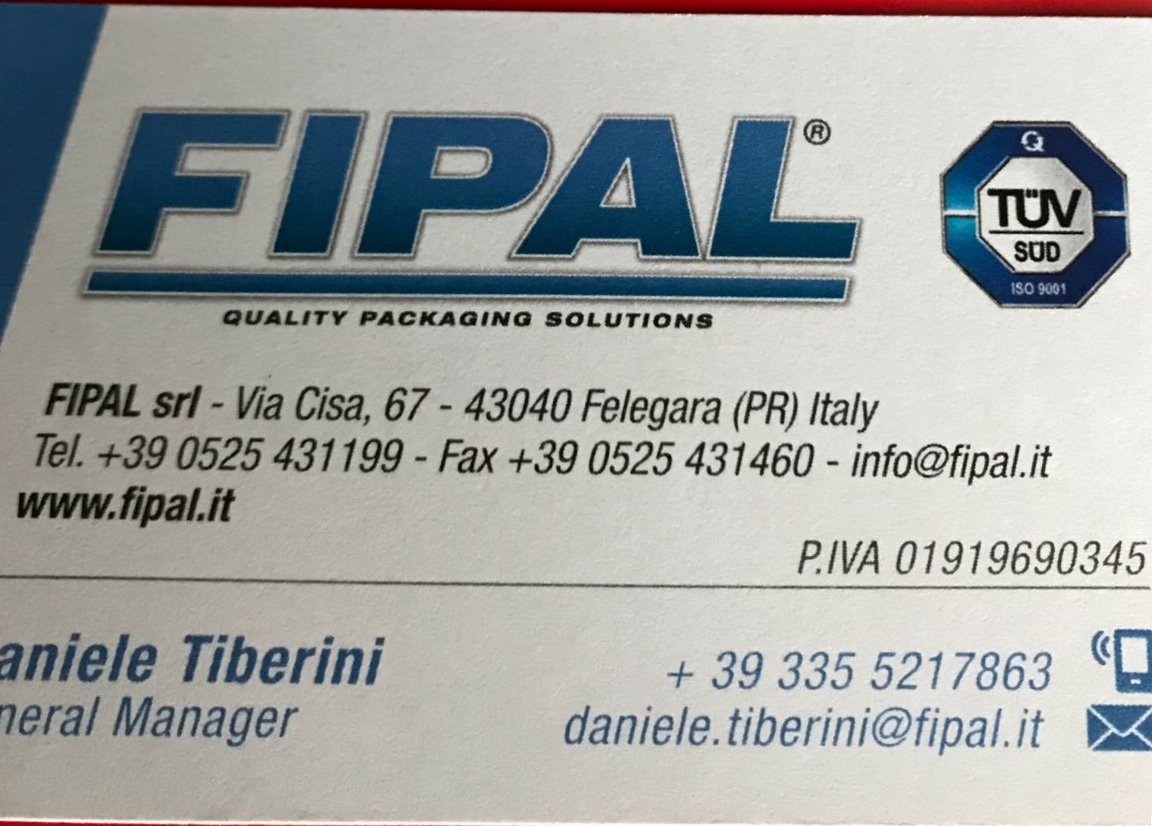 FIPAL®
QUALITY PACKAGING SOLUTIONS
Q
TÜV
SÜD
ISO 9001
FIPAL srl - Via Cisa, 67 - 43040 Felegara (PR) Italy
Tel. +39 0525 431199 - Fax +39 0525 431460 - info@fipal.it
www.fipal.it
P.IVA 01919690345
aniele Tiberini
neral Manager
+ 39 335 5217863
daniele.tiberini@fipal.it